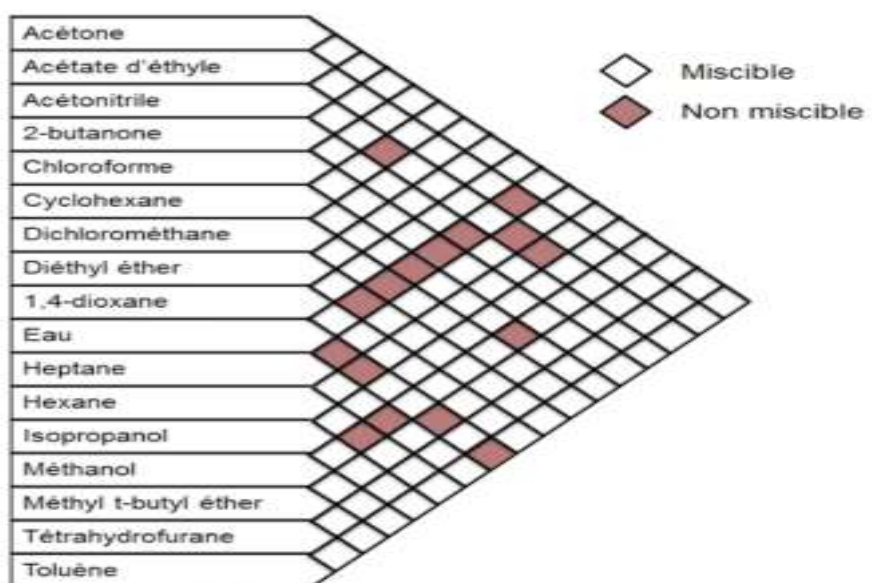 Acétone
Acétate d'éthyle
Acétonitrile
2-butanone
Chloroforme
Cyclohexane
Dichlorométhane
Diéthyl éther
1,4-dioxane
Eau
Heptane
Hexane
Isopropanol
Méthanol
Méthyl t-butyl éther
Tétrahydrofurane
Toluène
Miscible
Non miscible